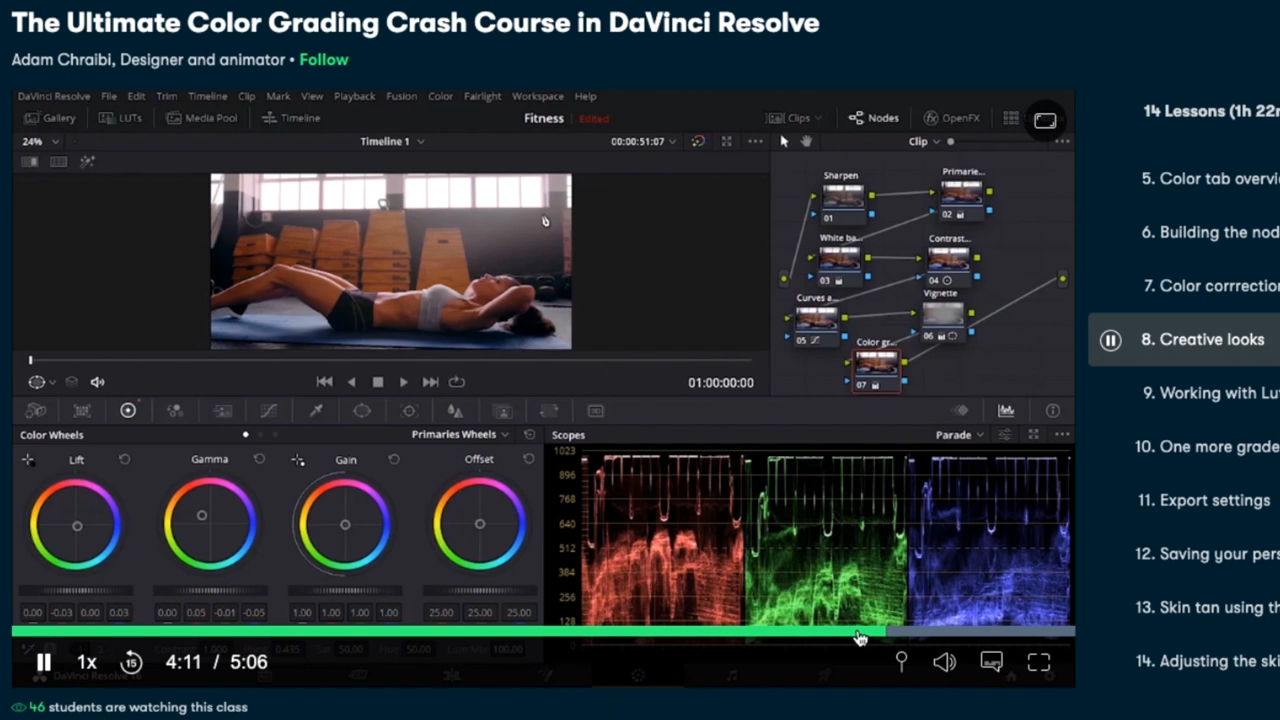 The Ultimate Color Grading Crash Course in DaVinci Resolve
Adam Chraibi, Designer and animator • Follow
DaVinci Resolve File Edit Trim Timeline Clip Mark View Playback Fusion Color Fairlight Workspace Help
Gallery LUTs Media Pool Timeline Fitness Edited Clips Nodes OpenFX
24% Timeline 1 00:00:51:07 ••• Clip •••
Sharpen Primarie...
01 02
White ba... Contrast...
03 04
Curves a... Vignette
05 06
Color gr...
07
01:00:00:00
Color Wheels Primaries Wheels Scopes Parade •••
Lift Gamma Gain Offset
1023
896
768
640
512
384
256
128
0.00 -0.03 0.00 0.03 0.00 0.05 -0.01 -0.05 1.00 1.00 1.00 1.00 25.00 25.00 25.00
1x 15 4:11 / 5:06
46 students are watching this class
14 Lessons (1h 22
5. Color tab overvi
6. Building the nod
7. Color corrrection
8. Creative looks
9. Working with Lu
10. One more grade
11. Export settings
12. Saving your pers
13. Skin tan using th
14. Adjusting the ski